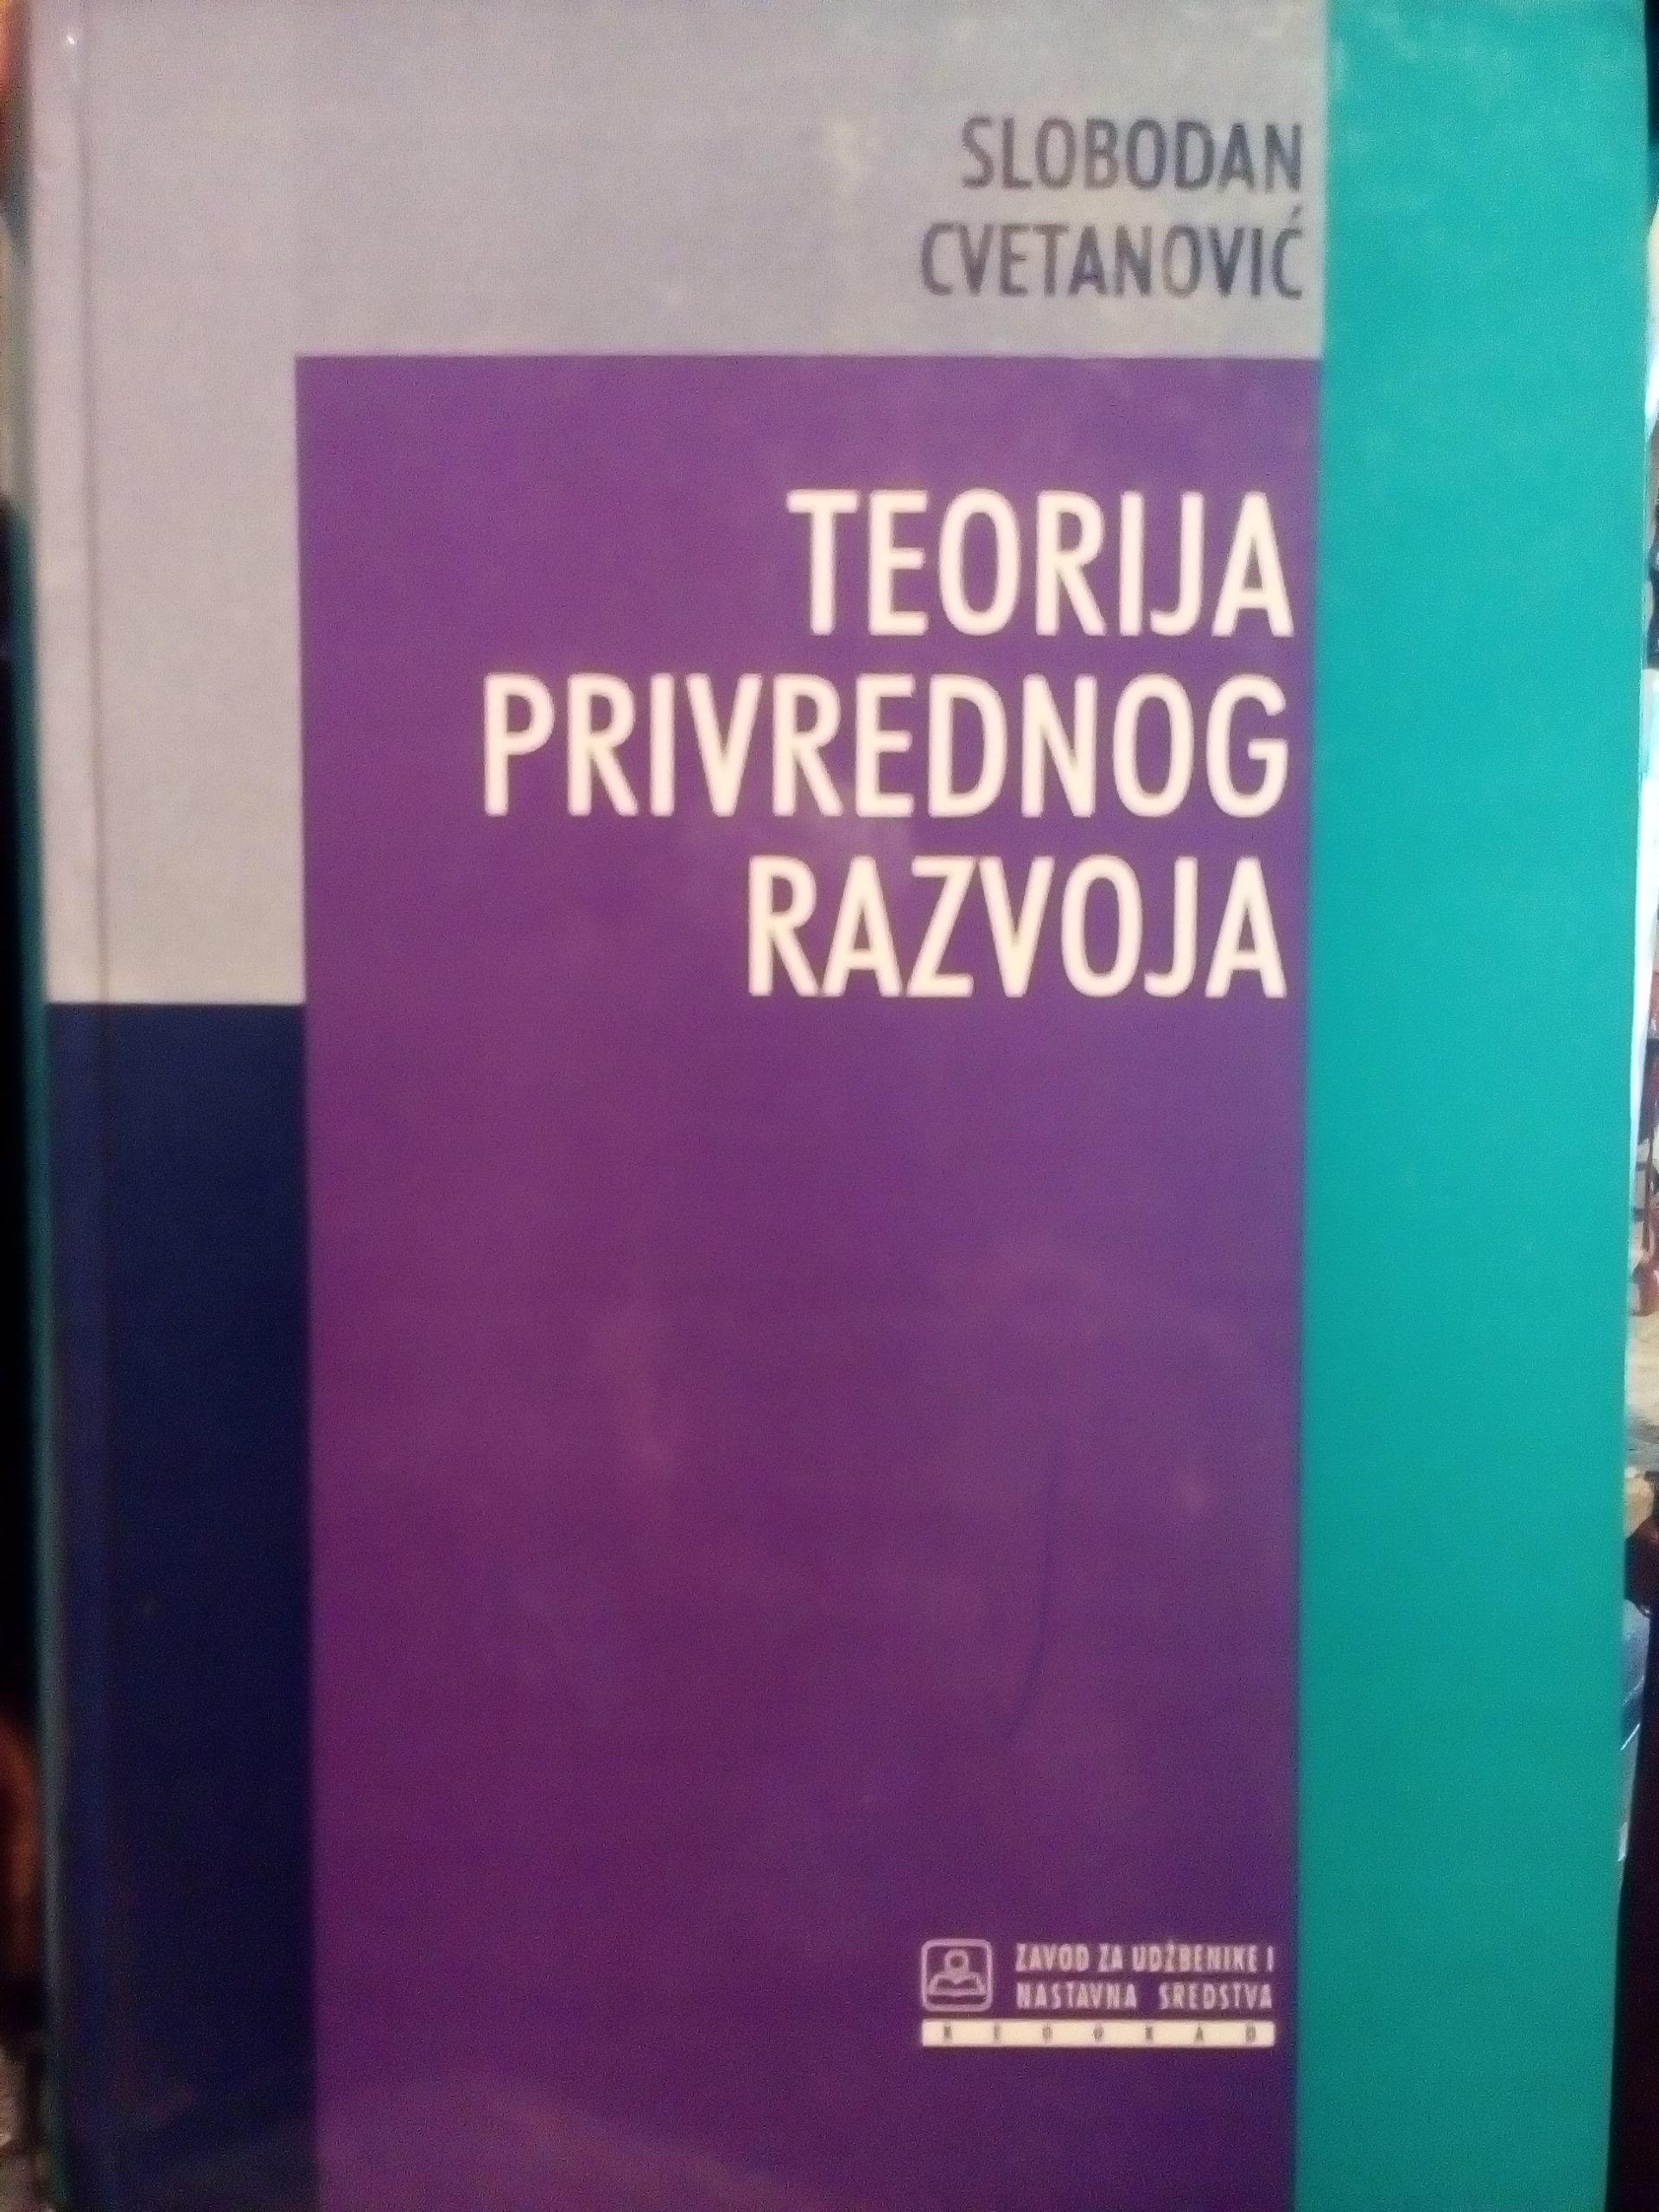 SLOBODAN
CVETANOVIĆ
TEORIJA
PRIVREDNOG
RAZVOJA
ZAVOD ZA UDŽBENIKE I
NASTAVNA SREDSTVA